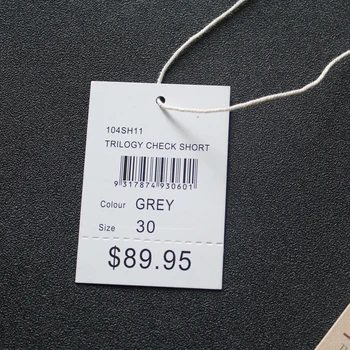 104SH11
TRILOGY CHECK SHORT
9 317874 930601
Colour GREY
Size 30
$89.95